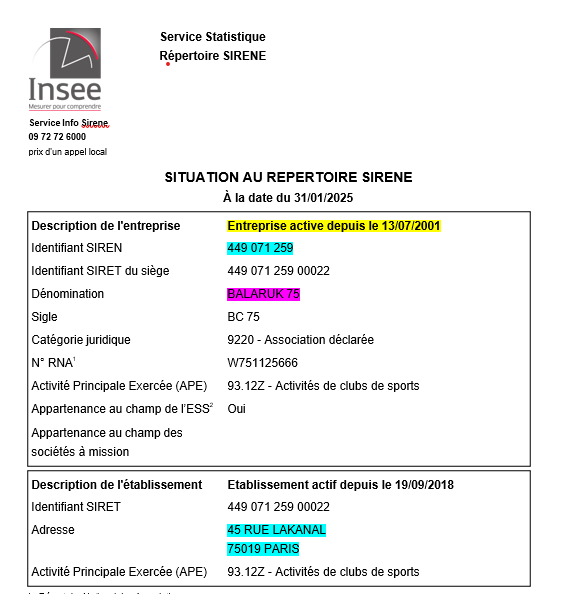 Service Statistique
Répertoire SIRENE
Insee
Mesurer pour comprendre
Service Info Sirene
09 72 72 6000
prix d'un appel local
SITUATION AU REPERTOIRE SIRENE
À la date du 31/01/2025
Description de l'entreprise Entreprise active depuis le 13/07/2001
Identifiant SIREN 449 071 259
Identifiant SIRET du siège 449 071 259 00022
Dénomination BALARUK 75
Sigle BC 75
Catégorie juridique 9220 - Association déclarée
N° RNA1 W751125666
Activité Principale Exercée (APE) 93.12Z - Activités de clubs de sports
Appartenance au champ de l'ESS2 Oui
Appartenance au champ des
sociétés à mission
Description de l'établissement Etablissement actif depuis le 19/09/2018
Identifiant SIRET 449 071 259 00022
Adresse 45 RUE LAKANAL
75019 PARIS
Activité Principale Exercée (APE) 93.12Z - Activités de clubs de sports